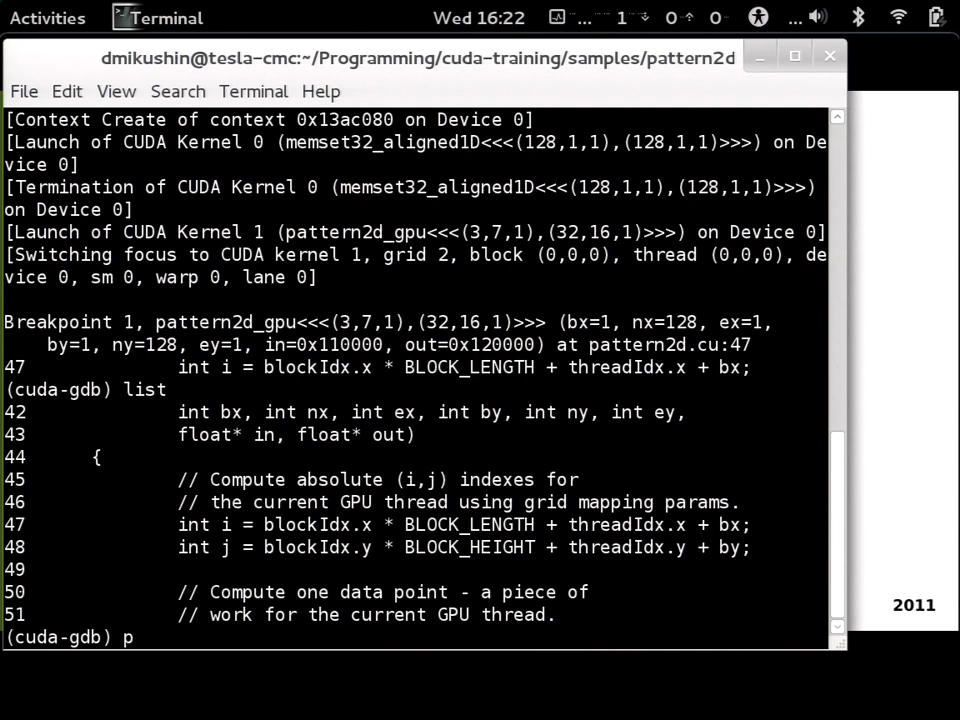 Activities Terminal Wed 16:22 ... 1 0 0 ...
dmikushin@tesla-cmc:~/Programming/cuda-training/samples/pattern2d
File Edit View Search Terminal Help
[Context Create of context 0x13ac080 on Device 0]
[Launch of CUDA Kernel 0 (memset32_aligned1D<<<(128,1,1),(128,1,1)>>>) on De
vice 0]
[Termination of CUDA Kernel 0 (memset32_aligned1D<<<(128,1,1),(128,1,1)>>>)
on Device 0]
[Launch of CUDA Kernel 1 (pattern2d_gpu<<<(3,7,1),(32,16,1)>>>) on Device 0]
[Switching focus to CUDA kernel 1, grid 2, block (0,0,0), thread (0,0,0), de
vice 0, sm 0, warp 0, lane 0]
Breakpoint 1, pattern2d_gpu<<<(3,7,1),(32,16,1)>>> (bx=1, nx=128, ex=1,
by=1, ny=128, ey=1, in=0x110000, out=0x120000) at pattern2d.cu:47
47 int i = blockIdx.x * BLOCK_LENGTH + threadIdx.x + bx;
(cuda-gdb) list
42 int bx, int nx, int ex, int by, int ny, int ey,
43 float* in, float* out)
44 {
45 // Compute absolute (i,j) indexes for
46 // the current GPU thread using grid mapping params.
47 int i = blockIdx.x * BLOCK_LENGTH + threadIdx.x + bx;
48 int j = blockIdx.y * BLOCK_HEIGHT + threadIdx.y + by;
49
50 // Compute one data point - a piece of
51 // work for the current GPU thread.
(cuda-gdb) p
2011